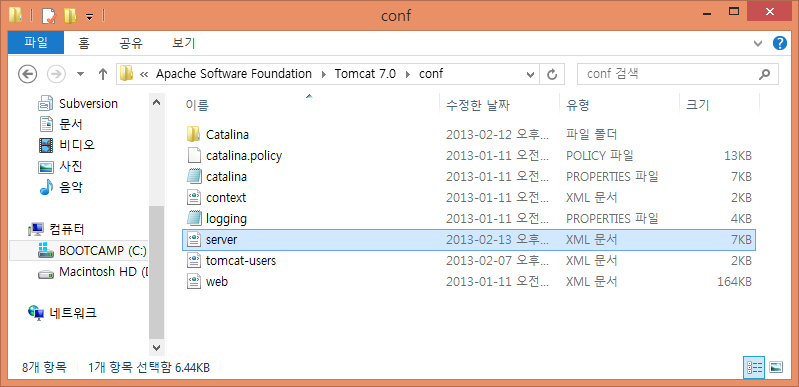 conf
파일 홈 공유 보기
« Apache Software Foundation Tomcat 7.0 conf conf 검색
Subversion
문서
비디오
사진
음악
컴퓨터
BOOTCAMP (C:)
Macintosh HD (D
네트워크
이름 수정한 날짜 유형 크기
Catalina 2013-02-12 오후... 파일 폴더
catalina.policy 2013-01-11 오전... POLICY 파일 13KB
catalina 2013-01-11 오전... PROPERTIES 파일 7KB
context 2013-01-11 오전... XML 문서 2KB
logging 2013-01-11 오전... PROPERTIES 파일 4KB
server 2013-02-13 오후... XML 문서 7KB
tomcat-users 2013-02-07 오후... XML 문서 2KB
web 2013-01-11 오전... XML 문서 164KB
8개 항목 1개 항목 선택함 6.44KB